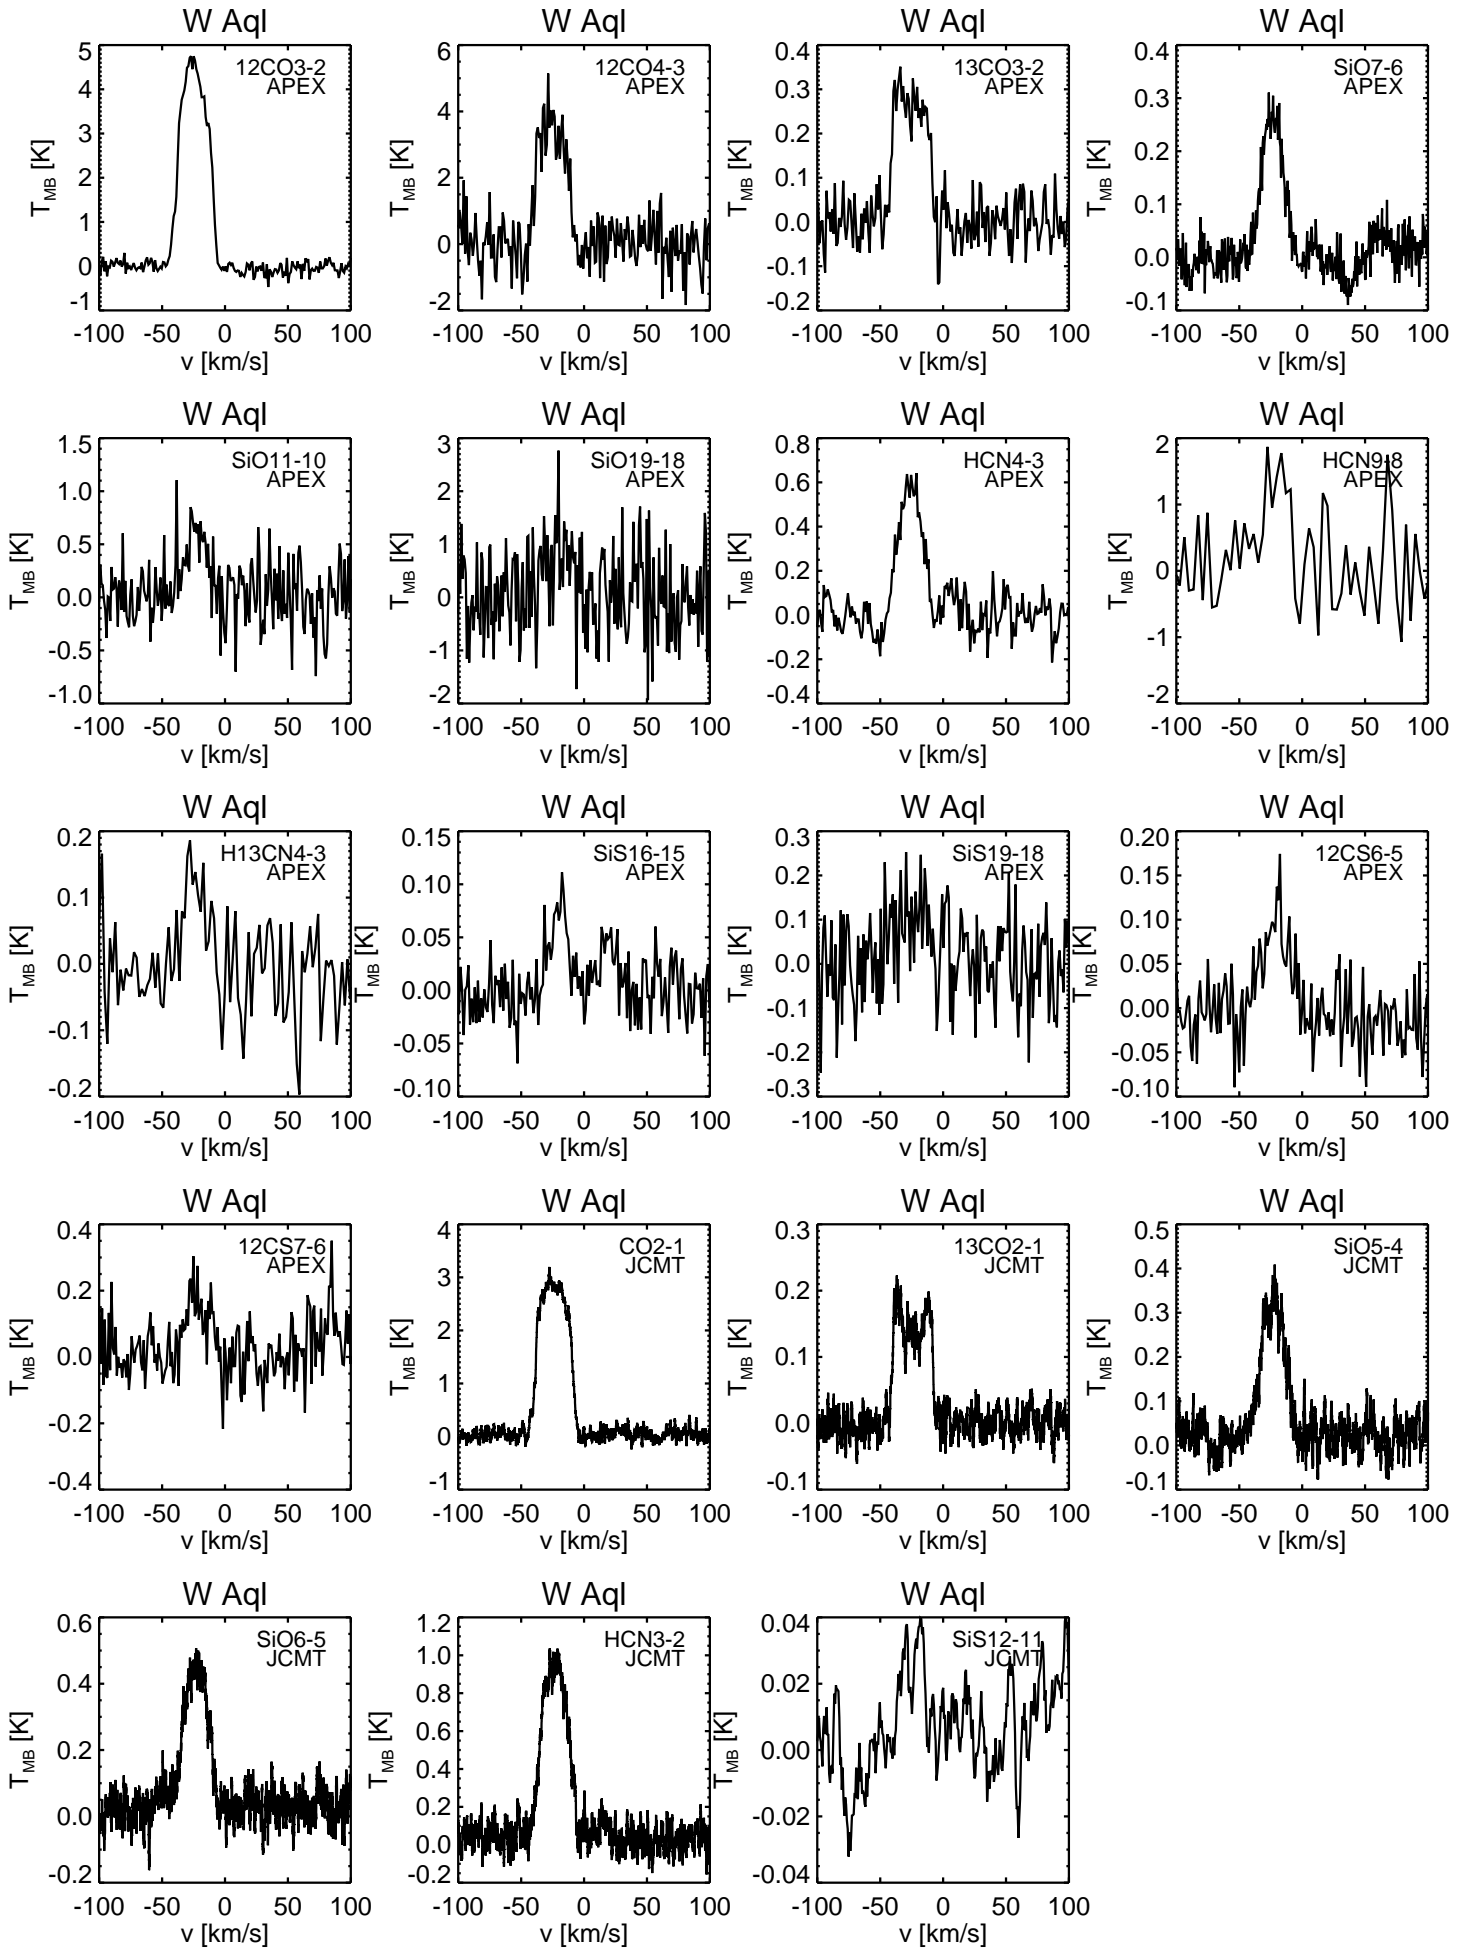 W Aql W Aql W Aql W Aql
12CO3-2
APEX
T_MB [K]
5
4
3
2
1
0
-1
-100 -50 0 50 100
v [km/s]
12CO4-3
APEX
T_MB [K]
6
4
2
0
-2
-100 -50 0 50 100
v [km/s]
13CO3-2
APEX
T_MB [K]
0.4
0.3
0.2
0.1
0.0
-0.1
-0.2
-100 -50 0 50 100
v [km/s]
SiO7-6
APEX
T_MB [K]
0.4
0.3
0.2
0.1
0.0
-0.1
-100 -50 0 50 100
v [km/s]
W Aql W Aql W Aql W Aql
SiO11-10
APEX
T_MB [K]
1.5
1.0
0.5
0.0
-0.5
-1.0
-100 -50 0 50 100
v [km/s]
SiO19-18
APEX
T_MB [K]
3
2
1
0
-1
-2
-100 -50 0 50 100
v [km/s]
HCN4-3
APEX
T_MB [K]
0.8
0.6
0.4
0.2
0.0
-0.2
-0.4
-100 -50 0 50 100
v [km/s]
HCN9-8
APEX
T_MB [K]
2
1
0
-1
-2
-100 -50 0 50 100
v [km/s]
W Aql W Aql W Aql W Aql
H13CN4-3
APEX
T_MB [K]
0.2
0.1
0.0
-0.1
-0.2
-100 -50 0 50 100
v [km/s]
SiS16-15
APEX
T_MB [K]
0.15
0.10
0.05
0.00
-0.05
-0.10
-100 -50 0 50 100
v [km/s]
SiS19-18
APEX
T_MB [K]
0.3
0.2
0.1
0.0
-0.1
-0.2
-0.3
-100 -50 0 50 100
v [km/s]
12CS6-5
APEX
T_MB [K]
0.20
0.15
0.10
0.05
0.00
-0.05
-0.10
-100 -50 0 50 100
v [km/s]
W Aql W Aql W Aql W Aql
12CS7-6
APEX
T_MB [K]
0.4
0.2
0.0
-0.2
-0.4
-100 -50 0 50 100
v [km/s]
CO2-1
JCMT
T_MB [K]
4
3
2
1
0
-1
-100 -50 0 50 100
v [km/s]
13CO2-1
JCMT
T_MB [K]
0.3
0.2
0.1
0.0
-0.1
-100 -50 0 50 100
v [km/s]
SiO5-4
JCMT
T_MB [K]
0.5
0.4
0.3
0.2
0.1
0.0
-0.1
-100 -50 0 50 100
v [km/s]
W Aql W Aql W Aql
SiO6-5
JCMT
T_MB [K]
0.6
0.4
0.2
0.0
-0.2
-100 -50 0 50 100
v [km/s]
HCN3-2
JCMT
T_MB [K]
1.2
1.0
0.8
0.6
0.4
0.2
0.0
-0.2
-100 -50 0 50 100
v [km/s]
SiS12-11
JCMT
T_MB [K]
0.04
0.02
0.00
-0.02
-0.04
-100 -50 0 50 100
v [km/s]